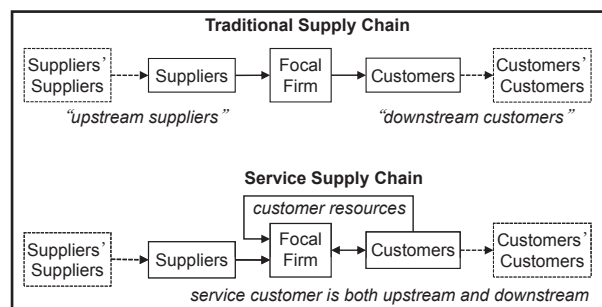 Traditional Supply Chain
Suppliers’
Suppliers
Suppliers
Focal
Firm
Customers
Customers’
Customers
“upstream suppliers”
“downstream customers”
Service Supply Chain
customer resources
Suppliers’
Suppliers
Suppliers
Focal
Firm
Customers
Customers’
Customers
service customer is both upstream and downstream